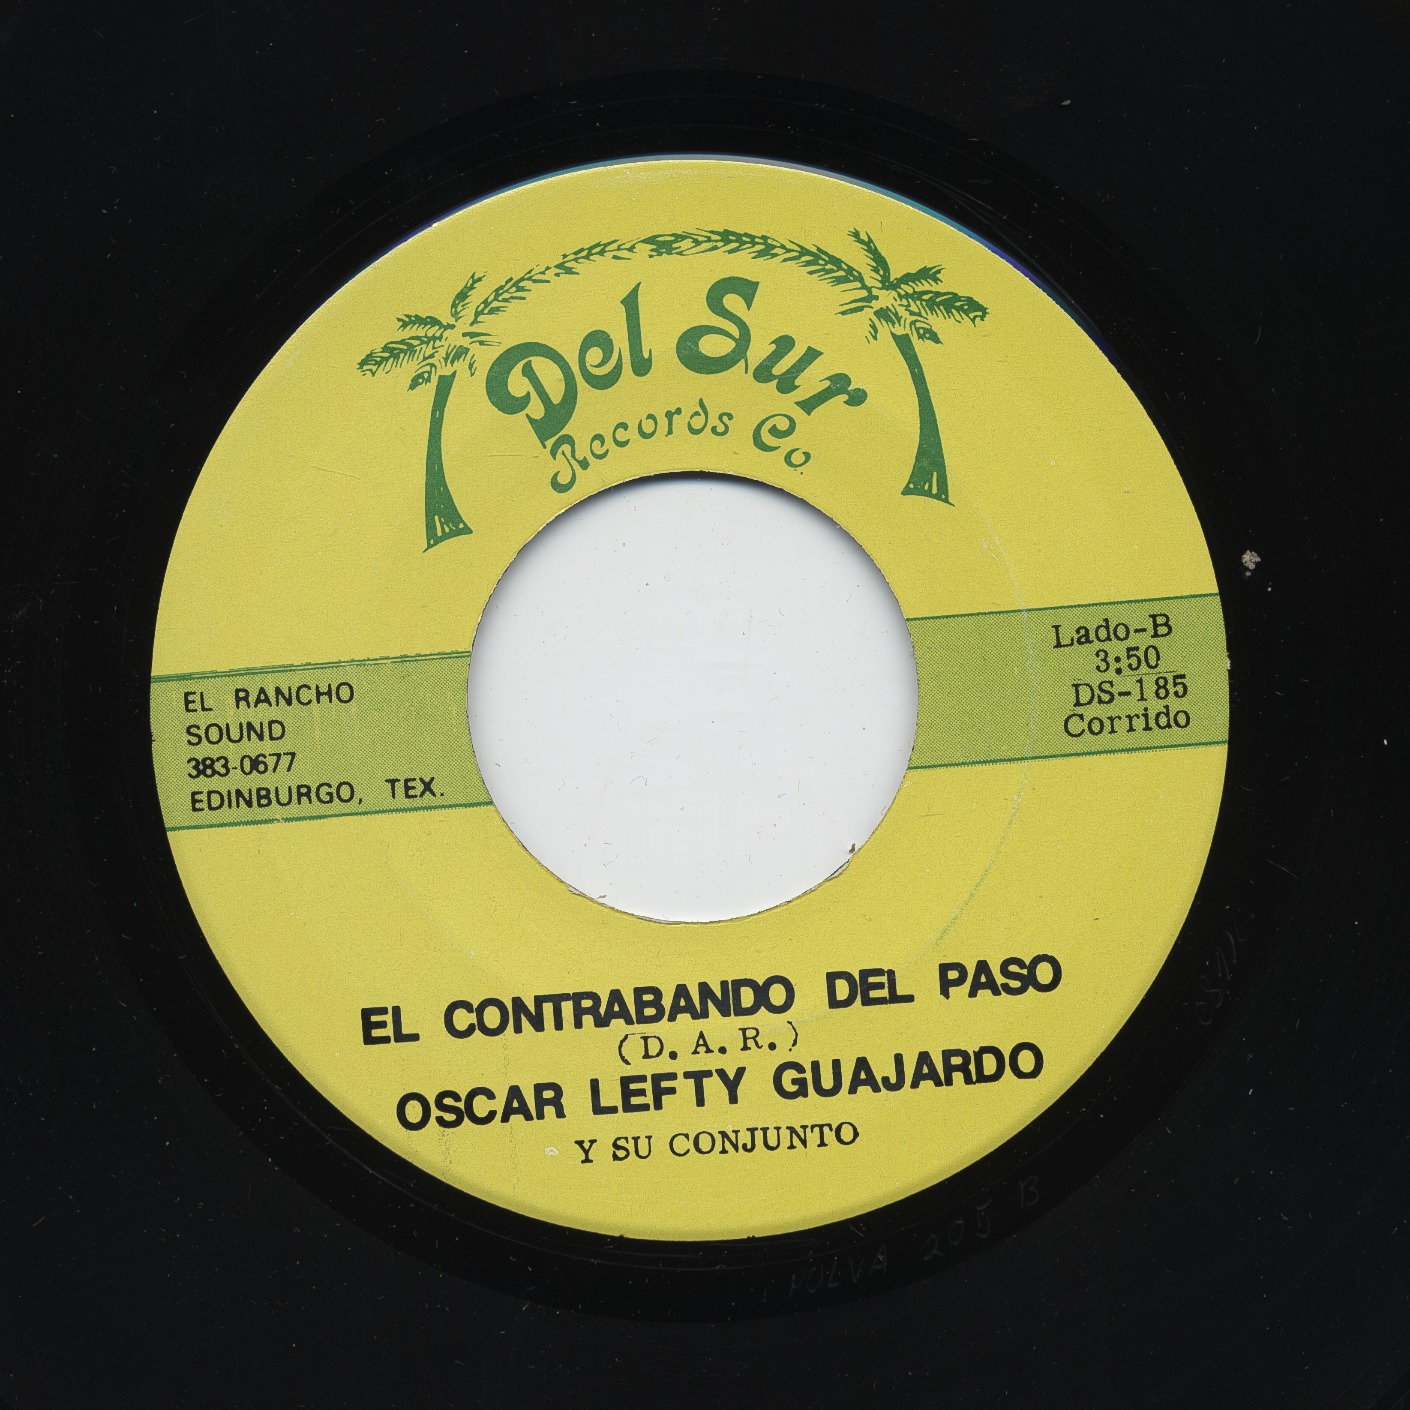 Del Sur
Records Co.
EL RANCHO
SOUND
383-0677
EDINBURGO, TEX.
Lado-B
3:50
DS-185
Corrido
EL CONTRABANDO DEL PASO
(D. A. R.)
OSCAR LEFTY GUAJARDO
Y SU CONJUNTO
205 B